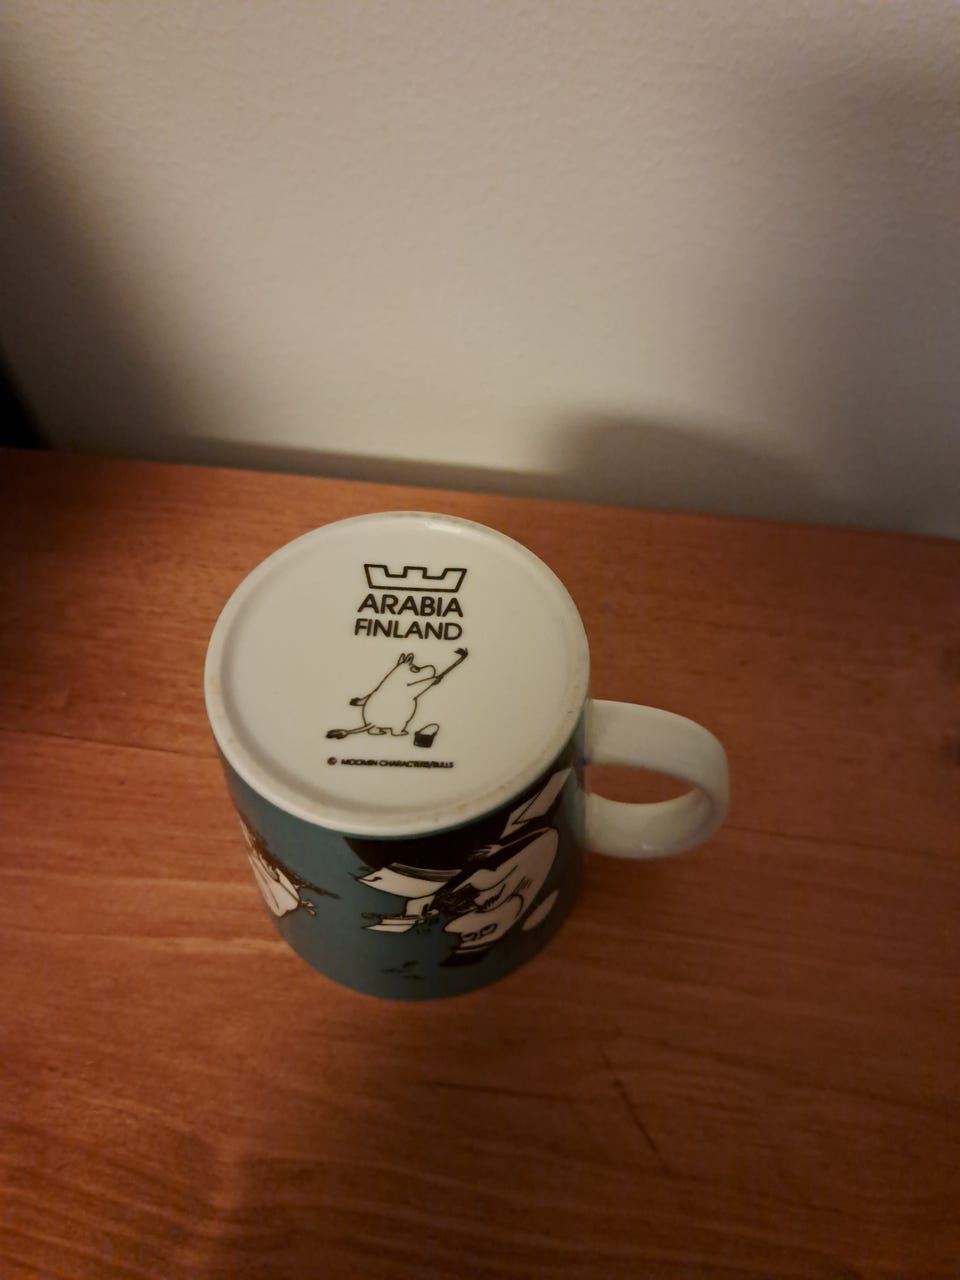 ARABIA
FINLAND
© MOOMIN CHARACTERS/BULLS